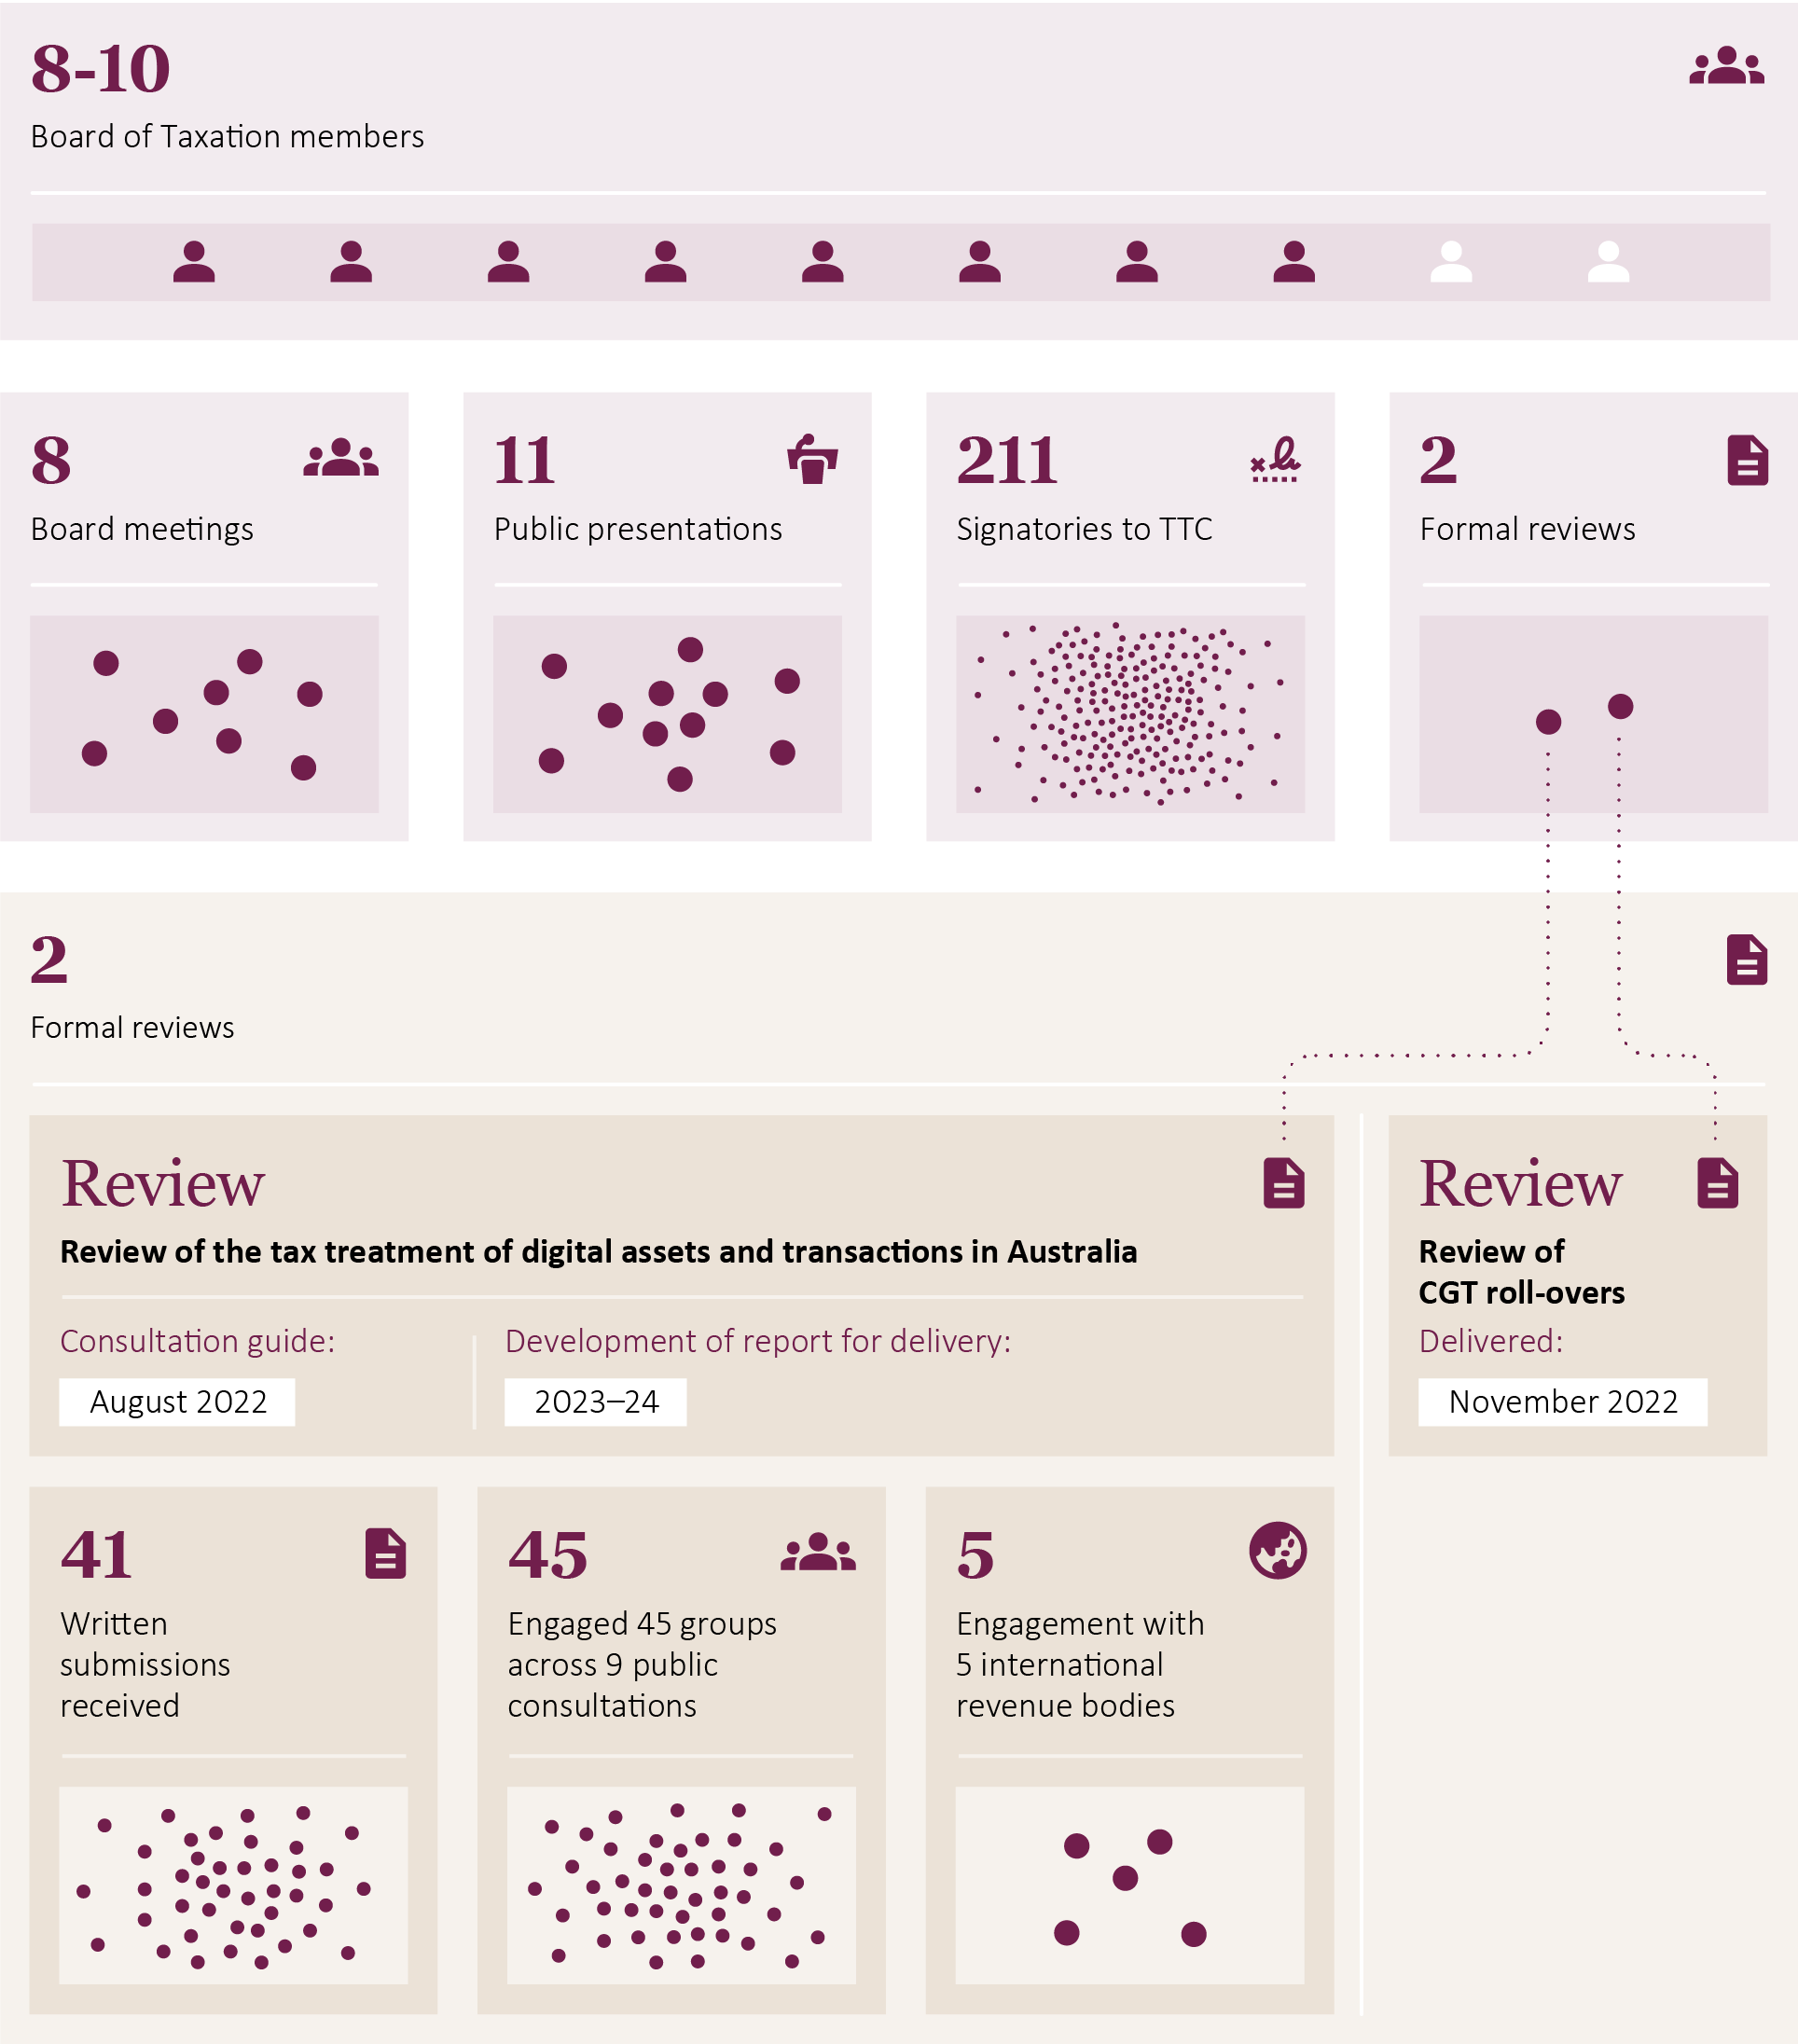 8-10
Board of Taxation members
8
Board meetings
11
Public presentations
211
Signatories to TTC
2
Formal reviews
2
Formal reviews
Review
Review of the tax treatment of digital assets and transactions in Australia
Consultation guide:
August 2022
Development of report for delivery:
2023–24
Review
Review of
CGT roll-overs
Delivered:
November 2022
41
Written
submissions
received
45
Engaged 45 groups
across 9 public
consultations
5
Engagement with
5 international
revenue bodies